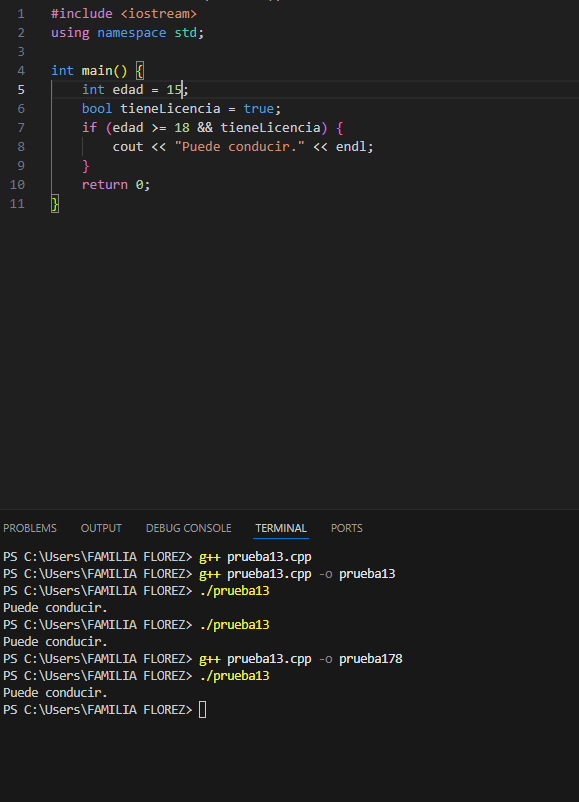 1 #include <iostream>
2 using namespace std;
3
4 int main() {
5     int edad = 15;
6     bool tieneLicencia = true;
7     if (edad >= 18 && tieneLicencia) {
8         cout << "Puede conducir." << endl;
9     }
10     return 0;
11 }
PROBLEMS OUTPUT DEBUG CONSOLE TERMINAL PORTS
PS C:\Users\FAMILIA FLOREZ> g++ prueba13.cpp
PS C:\Users\FAMILIA FLOREZ> g++ prueba13.cpp -o prueba13
PS C:\Users\FAMILIA FLOREZ> ./prueba13
Puede conducir.
PS C:\Users\FAMILIA FLOREZ> ./prueba13
Puede conducir.
PS C:\Users\FAMILIA FLOREZ> g++ prueba13.cpp -o prueba178
PS C:\Users\FAMILIA FLOREZ> ./prueba13
Puede conducir.
PS C:\Users\FAMILIA FLOREZ>